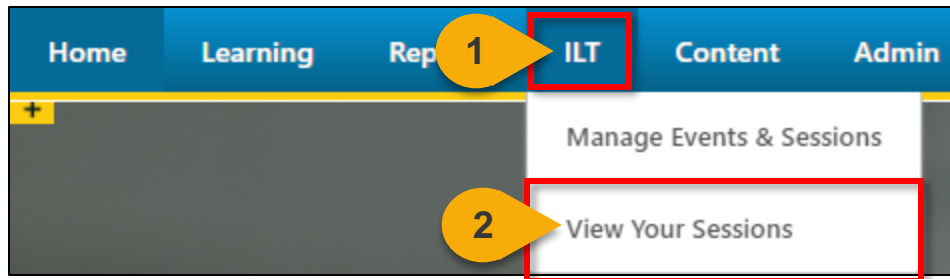 Home Learning Rep 1 ILT Content Admin
+
Manage Events & Sessions
2 View Your Sessions